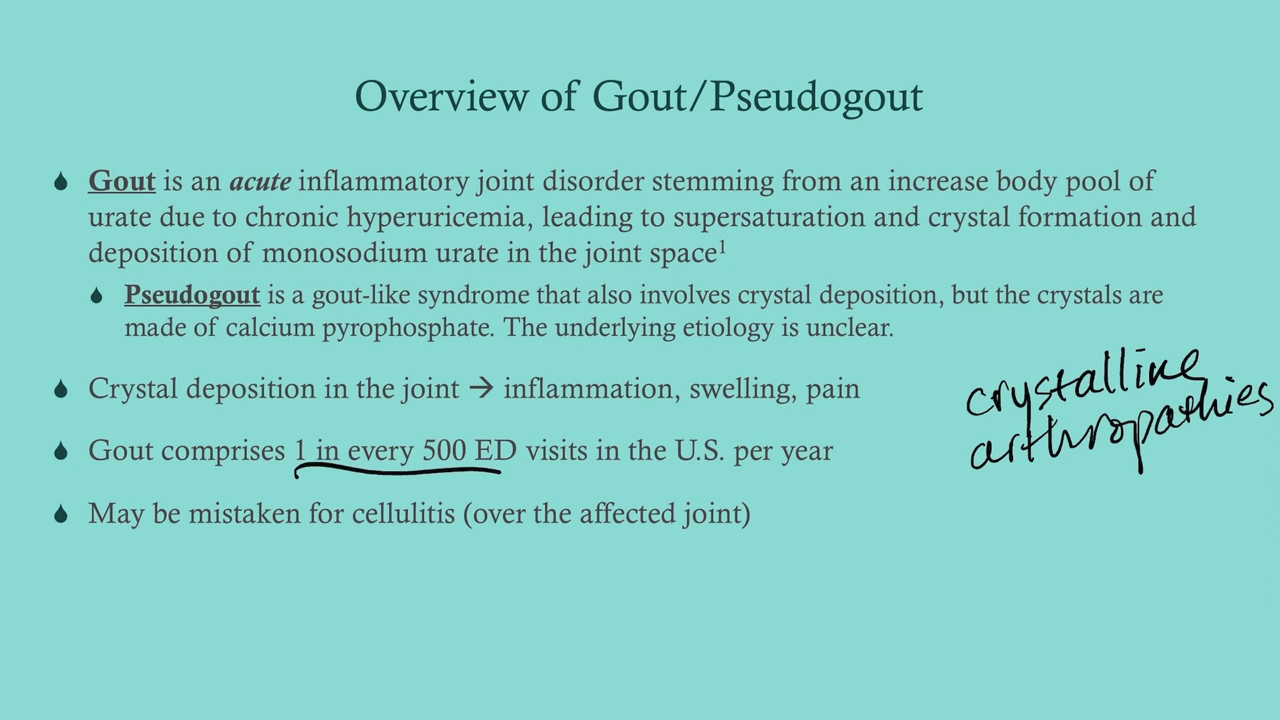 Overview of Gout/Pseudogout
Gout is an acute inflammatory joint disorder stemming from an increase body pool of
urate due to chronic hyperuricemia, leading to supersaturation and crystal formation and
deposition of monosodium urate in the joint space¹
Pseudogout is a gout-like syndrome that also involves crystal deposition, but the crystals are
made of calcium pyrophosphate. The underlying etiology is unclear.
Crystal deposition in the joint → inflammation, swelling, pain
crystalline
arthropathies
Gout comprises 1 in every 500 ED visits in the U.S. per year
May be mistaken for cellulitis (over the affected joint)